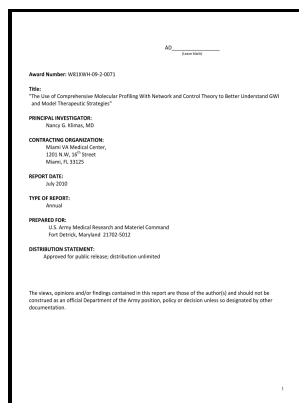 AD_______________
(Leave blank)
Award Number: W81XWH-09-2-0071
Title:
"The Use of Comprehensive Molecular Profiling With Network and Control Theory to Better Understand GWI
and Model Therapeutic Strategies"
PRINCIPAL INVESTIGATOR:
Nancy G. Klimas, MD
CONTRACTING ORGANIZATION:
Miami VA Medical Center,
1201 N.W, 16th Street
Miami, FL 33125
REPORT DATE:
July 2010
TYPE OF REPORT:
Annual
PREPARED FOR:
U.S. Army Medical Research and Materiel Command
Fort Detrick, Maryland 21702-5012
DISTRIBUTION STATEMENT:
Approved for public release; distribution unlimited
The views, opinions and/or findings contained in this report are those of the author(s) and should not be
construed as an official Department of the Army position, policy or decision unless so designated by other
documentation.
1